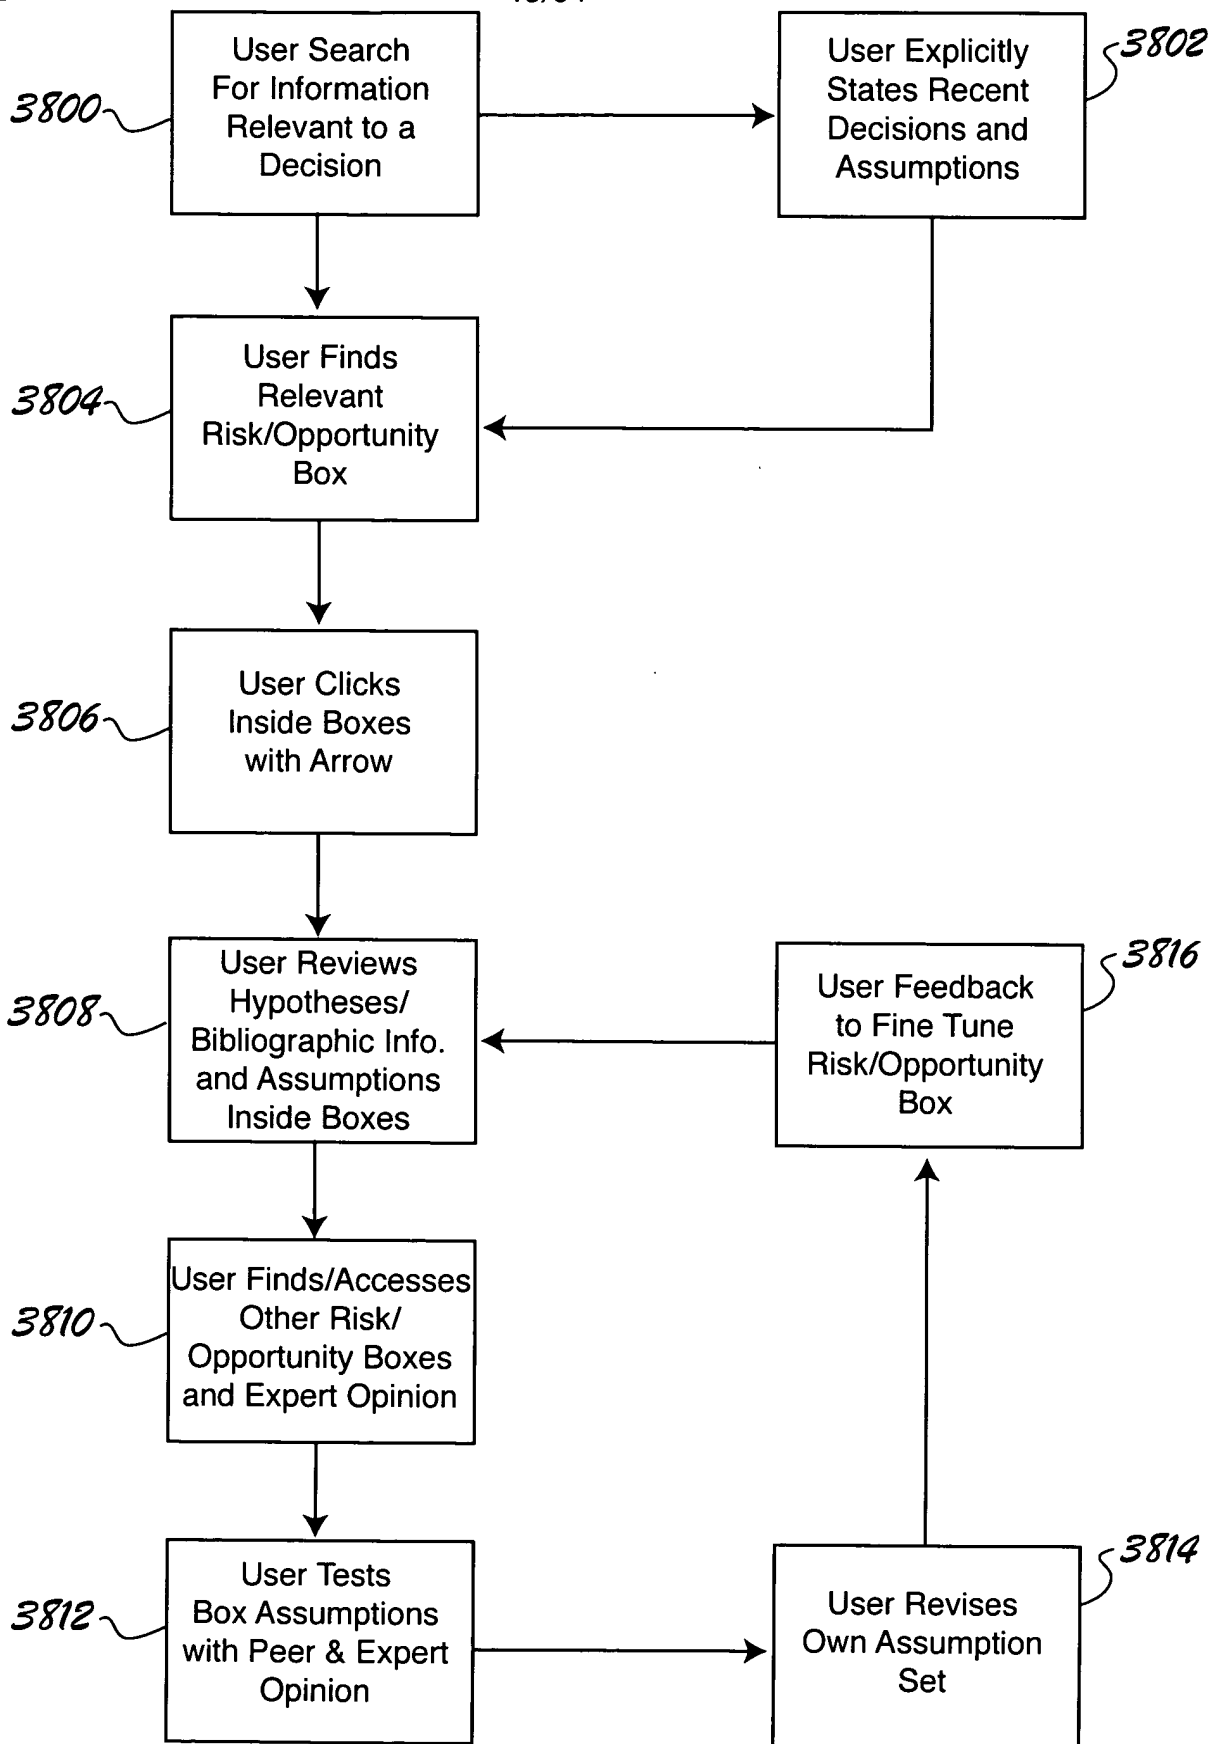 User Search
For Information
Relevant to a
Decision
3800
User Explicitly
States Recent
Decisions and
Assumptions
3802
User Finds
Relevant
Risk/Opportunity
Box
3804
User Clicks
Inside Boxes
with Arrow
3806
User Reviews
Hypotheses/
Bibliographic Info.
and Assumptions
Inside Boxes
3808
User Feedback
to Fine Tune
Risk/Opportunity
Box
3816
User Finds/Accesses
Other Risk/
Opportunity Boxes
and Expert Opinion
3810
User Tests
Box Assumptions
with Peer & Expert
Opinion
3812
User Revises
Own Assumption
Set
3814